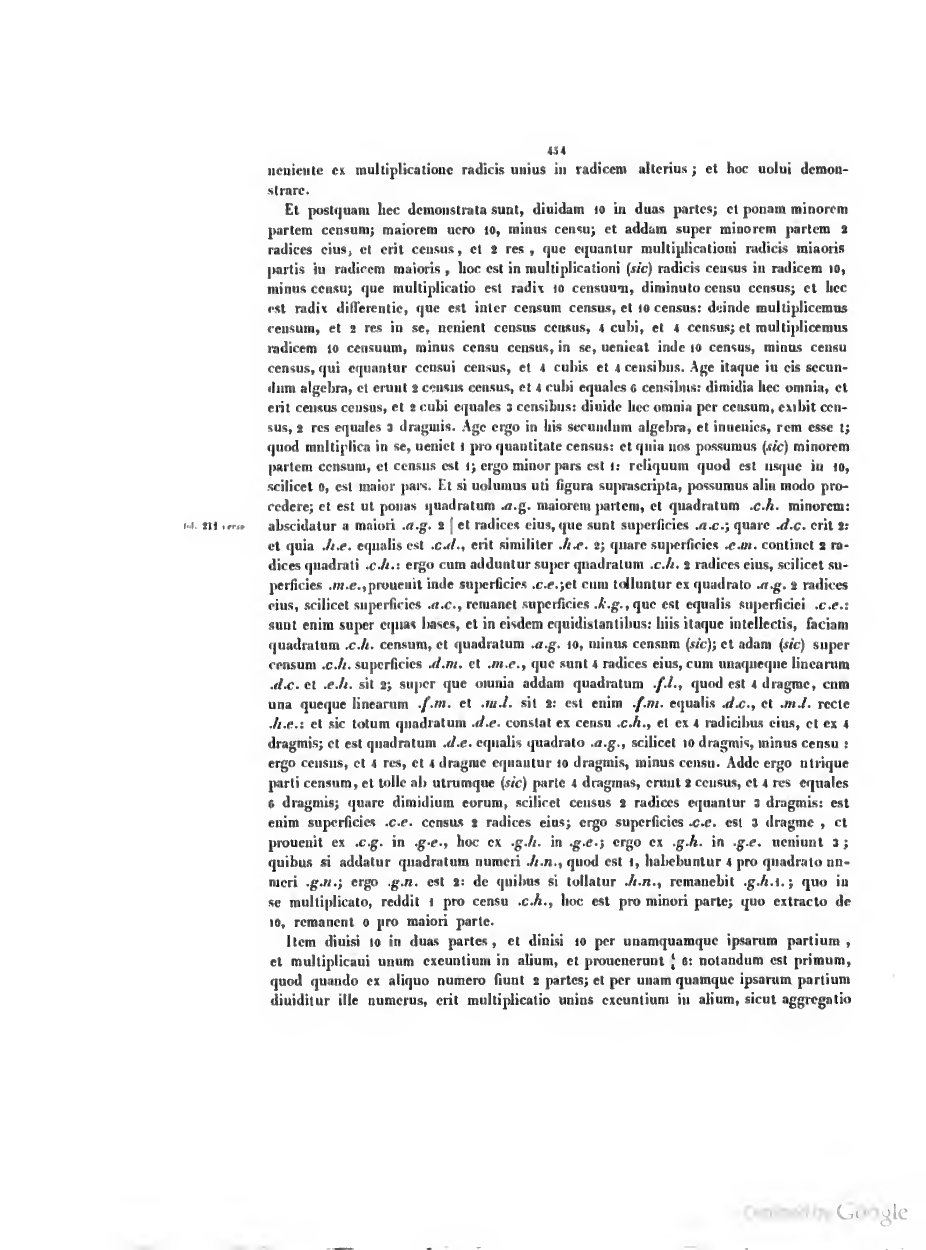 454
ueniente ex multiplicatione radicis unius in radicem alterius; et hoc uolui demon-
strare.
Et postquam hec demonstrata sunt, diuidam 10 in duas partes; et ponam minorem
partem censum; maiorem uero 10, minus censu; et addam super minorem partem 2
radices eius, et erit census, et 2 res, que equantur multiplicationi radicis miaoris
partis in radicem maioris, hoc est in multiplicationi (sic) radicis census in radicem 10,
minus censu; que multiplicatio est radix 10 censuum, diminuto censu census; et hec
est radix differentie, que est inter censum census, et 10 census: deinde multiplicemus
censum, et 2 res in se, uenient census census, 4 cubi, et 4 census; et multiplicemus
radicem 10 censuum, minus censu census, in se, ueniеat inde 10 census, minus censu
census, qui equantur censui census, et 4 cubis et 4 censibus. Age itaque in eis secun-
dum algebra, et erunt 2 census census, et 4 cubi equales 6 censibus: dimidia hec omnia, et
erit census census, et 2 cubi equales 3 censibus: diuide hec omnia per censum, exibit cen-
sus, 2 res equales 3 dragmis. Age ergo in his secundum algebra, et inuenies, rem esse 1;
quod multiplica in se, ueniet 1 pro quantitate census: et quia nos possumus (sic) minorem
partem censum, et census est 1; ergo minor pars est 1: reliquum quod est usque in 10,
scilicet 9, est maior pars. Et si uolumus uti figura suprascripta, possumus alio modo pro-
cedere; et est ut ponas quadratum .a.g. maiorem partem, et quadratum .c.h. minorem:
fol. 211 verso
abscidatur a maiori .a.g. 2 | et radices eius, que sunt superficies .a.c.; quare .d.c. erit 2:
et quia .h.e. equalis est .c.d., erit similiter .h.e. 2; quare superficies .e.m. continet 2 ra-
dices quadrati .c.h.: ergo cum adduntur super quadratum .c.h. 2 radices eius, scilicet su-
perficies .m.e., prouenit inde superficies .c.e.; et cum tolluntur ex quadrato .a.g. 2 radices
eius, scilicet superficies .a.c., remanet superficies .k.g., que est equalis superficiei .c.e.:
sunt enim super equas bases, et in eisdem equidistantibus: hiis itaque intellectis, faciam
quadratum .c.h. censum, et quadratum .a.g. 10, minus censum (sic); et adam (sic) super
censum .c.h. superficies .d.m. et .m.e., que sunt 4 radices eius, cum unaqueque linearum
.d.c. et .e.h. sit 2; super que omnia addam quadratum .f.l., quod est 4 dragme, cum
una queque linearum .f.m. et .m.l. sit 2: est enim .f.m. equalis .d.c., et .m.l. recte
.h.e.: et sic totum quadratum .d.e. constat ex censu .c.h., et ex 4 radicibus eius, et ex 4
dragmis; et est quadratum .d.e. equalis quadrato .a.g., scilicet 10 dragmis, minus censu :
ergo census, et 4 res, et 4 dragme equantur 10 dragmis, minus censu. Adde ergo utrique
parti censum, et tolle ab utrumque (sic) parte 4 dragmas, erunt 2 census, et 4 res equales
6 dragmis; quare dimidium eorum, scilicet census 2 radices equantur 3 dragmis: est
enim superficies .c.e. census 2 radices eius; ergo superficies .c.e. est 3 dragme, et
prouenit ex .c.g. in .g.e., hoc ex .g.h. in .g.e.; ergo ex .g.h. in .g.e. ueniunt 3;
quibus si addatur quadratum numeri .h.n., quod est 1, habebuntur 4 pro quadrato nu-
meri .g.n.; ergo .g.n. est 2: de quibus si tollatur .h.n., remanebit .g.h.1.; quo in
se multiplicato, reddit 1 pro censu .c.h., hoc est pro minori parte; quo extracto de
10, remanent 9 pro maiori parte.
Item diuisi 10 in duas partes, et diuisi 10 per unamquamque ipsarum partium,
et multiplicaui unum exeuntium in alium, et prouenerunt 1/4 6: notandum est primum,
quod quando ex aliquo numero fiunt 2 partes; et per unam quamque ipsarum partium
diuiditur ille numerus, erit multiplicatio unius exeuntium in alium, sicut aggregatio
Digitized by Google